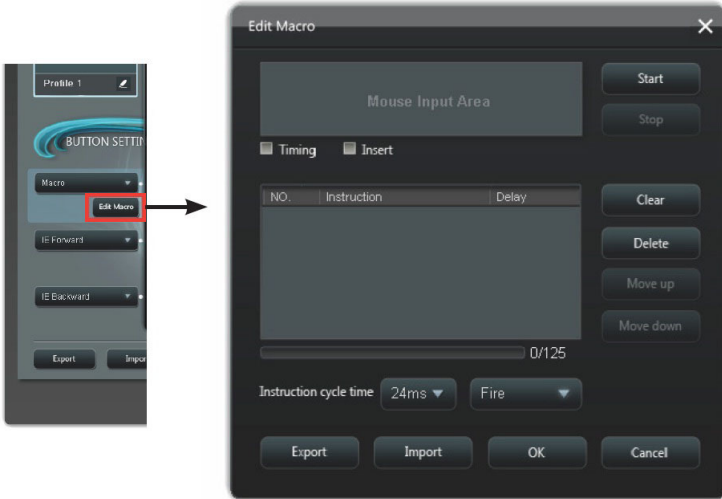 Profile 1
BUTTON SETTIN
Macro
Edit Macro
IE Forward
IE Backward
Export Impor
Edit Macro
Mouse Input Area
Start
Stop
Timing Insert
NO. Instruction Delay
Clear
Delete
Move up
Move down
0/125
Instruction cycle time 24ms Fire
Export Import OK Cancel